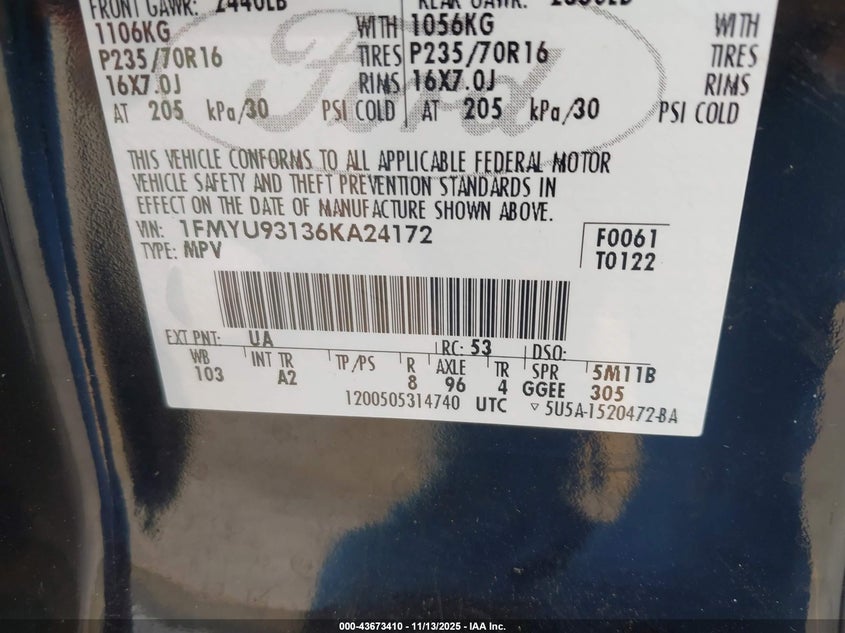 FRONT GAWR: 2440LB REAR GAWR:
1106KG WITH 1056KG WITH
P235/70R16 TIRES P235/70R16 TIRES
16X7.0J RIMS 16X7.0J RIMS
AT 205 kPa/30 PSI COLD AT 205 kPa/30 PSI COLD
Ford
THIS VEHICLE CONFORMS TO ALL APPLICABLE FEDERAL MOTOR
VEHICLE SAFETY AND THEFT PREVENTION STANDARDS IN
EFFECT ON THE DATE OF MANUFACTURE SHOWN ABOVE.
VIN: 1FMYU93136KA24172
TYPE: MPV
F0061
T0122
EXT PNT: UA RC: 53 DSO:
WB INT TR TP/PS R AXLE TR SPR 5M11B
103 A2 8 96 4 GGEE 305
1200505314740 UTC ▽ 5U5A-1520472-BA
000-43673410 - 11/13/2025 - IAA Inc.